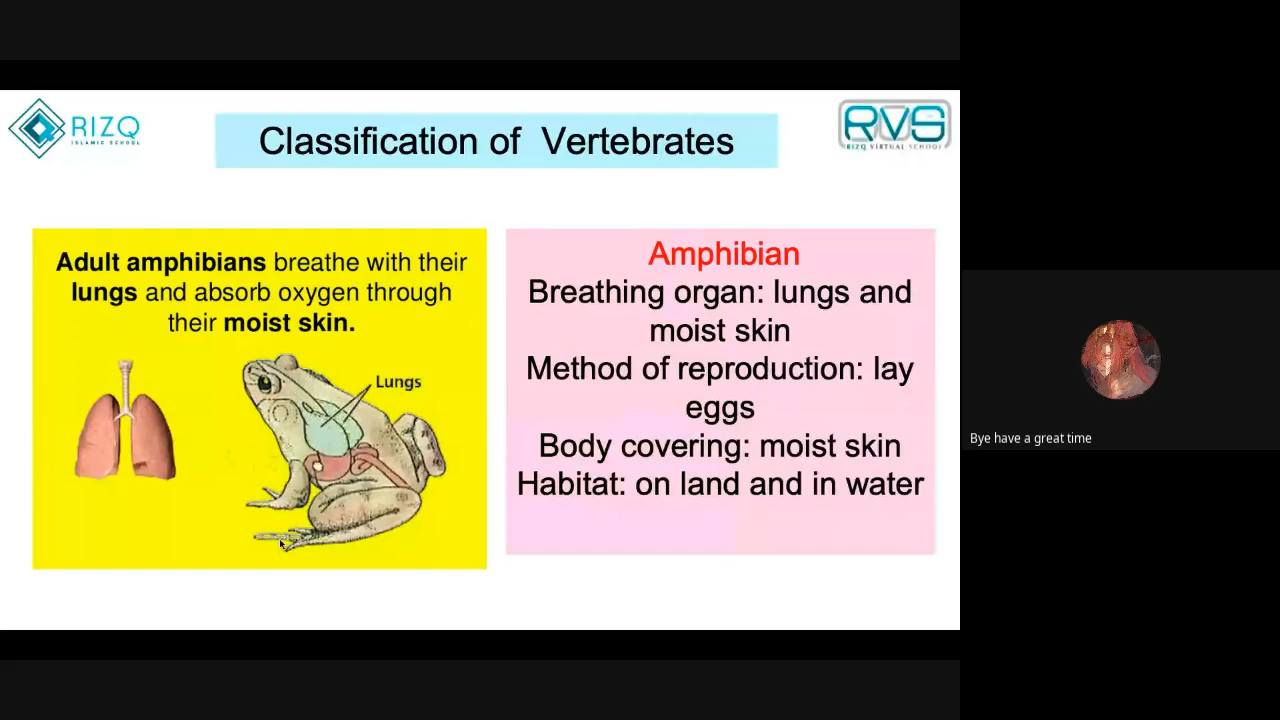 RIZQ
ISLAMIC SCHOOL
Classification of Vertebrates
RVS
RIZQ VIRTUAL SCHOOL
Adult amphibians breathe with their
lungs and absorb oxygen through
their moist skin.
Lungs
Amphibian
Breathing organ: lungs and
moist skin
Method of reproduction: lay
eggs
Body covering: moist skin
Habitat: on land and in water
Bye have a great time